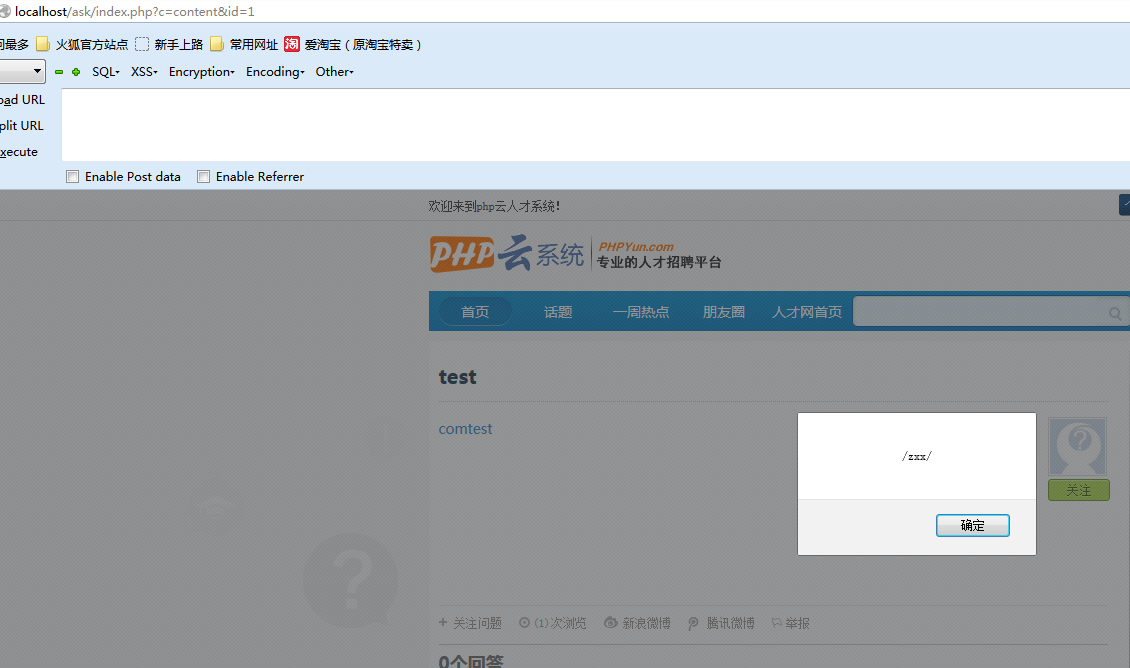 localhost/ask/index.php?c=content&id=1
问最多 火狐官方站点 新手上路 常用网址 淘 爱淘宝（原淘宝特卖）
SQL▾ XSS▾ Encryption▾ Encoding▾ Other▾
oad URL
plit URL
xecute
Enable Post data Enable Referrer
欢迎来到php云人才系统!
PHP云系统 PHPYun.com
专业的人才招聘平台
首页 话题 一周热点 朋友圈 人才网首页
test
comtest
/zxx/
确定
关注
+ 关注问题 (1)次浏览 新浪微博 腾讯微博 举报
0个回答